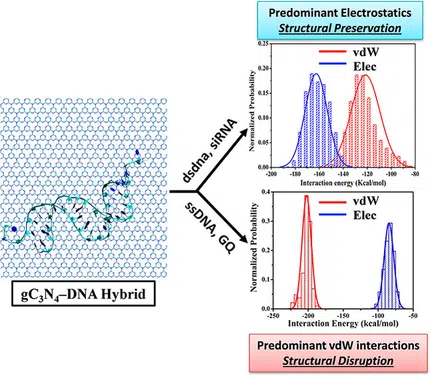 Predominant Electrostatics
Structural Preservation
vdW
Elec
Normalized Probability
0.25
0.20
0.15
0.10
0.05
0.00
-200 -180 -160 -140 -120 -100 -80
Interaction energy (Kcal/mol)
dsdna, siRNA
ssDNA, GQ
gC3N4–DNA Hybrid
vdW
Elec
Normalized Probability
0.4
0.3
0.2
0.1
0.0
-250 -200 -150 -100 -50
Interaction Energy (kcal/mol)
Predominant vdW interactions
Structural Disruption